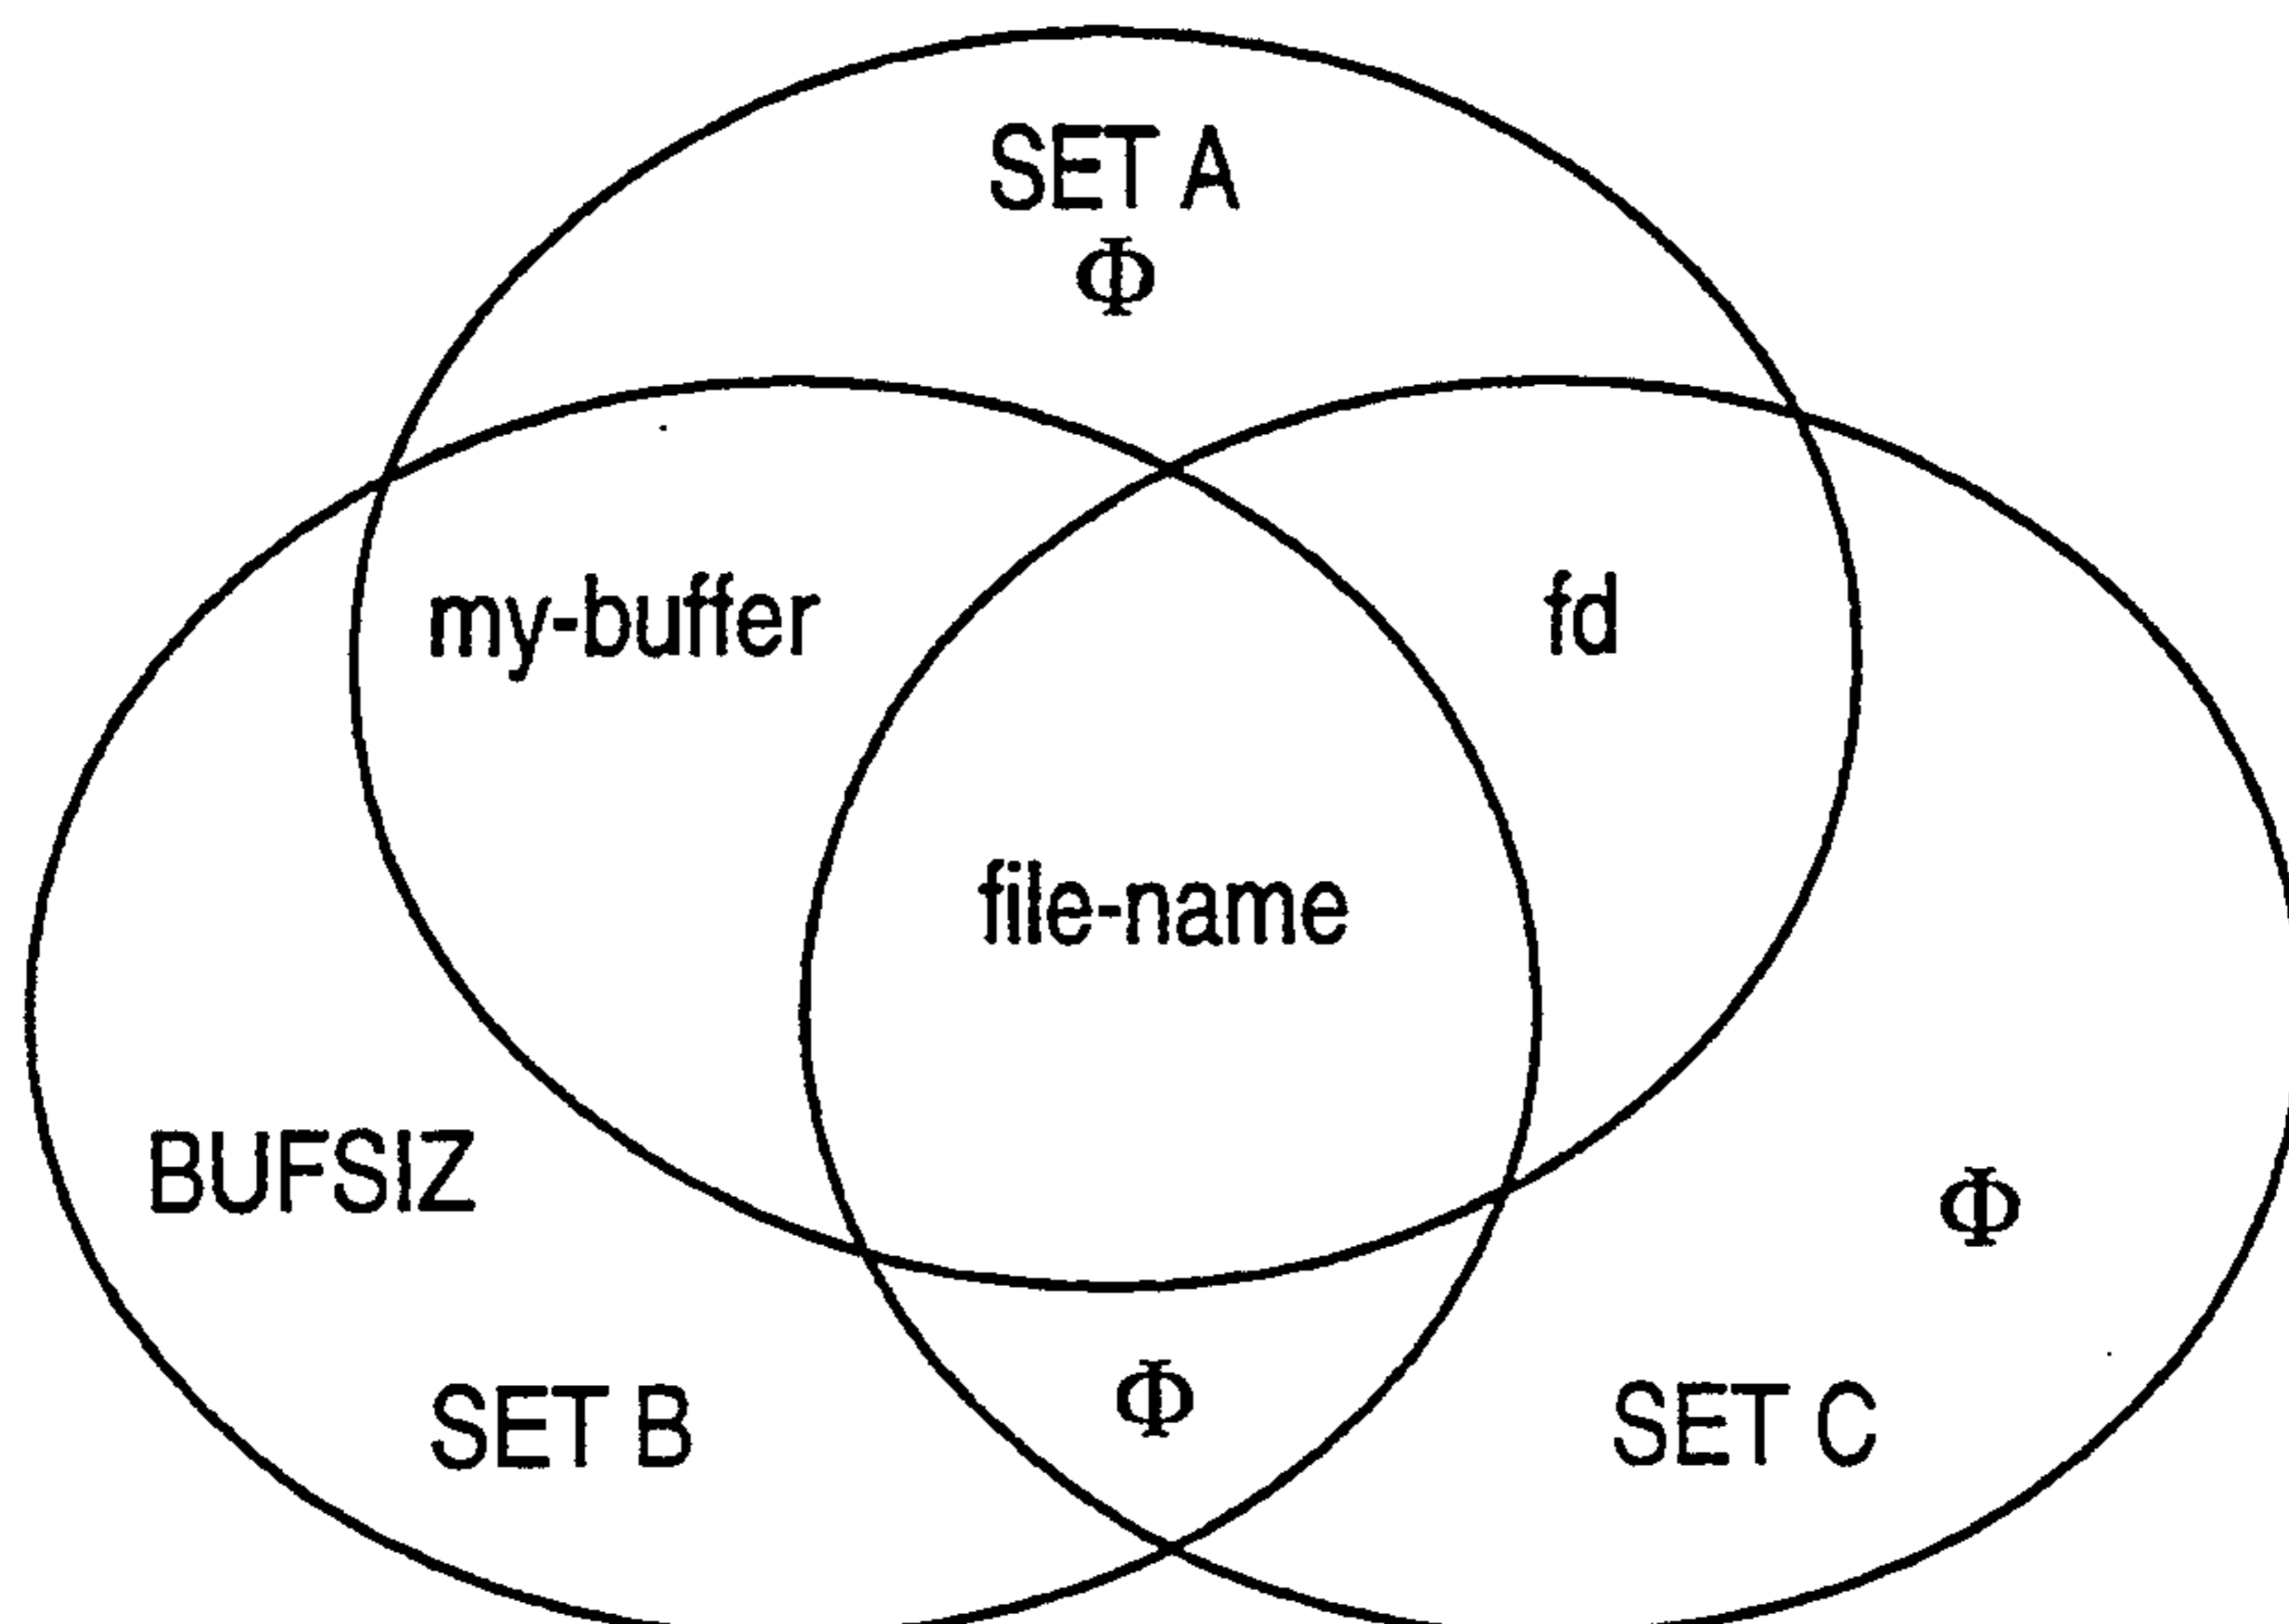 SET A
Φ
my-buffer
fd
file-name
BUFSIZ
Φ
Φ
SET B
SET C